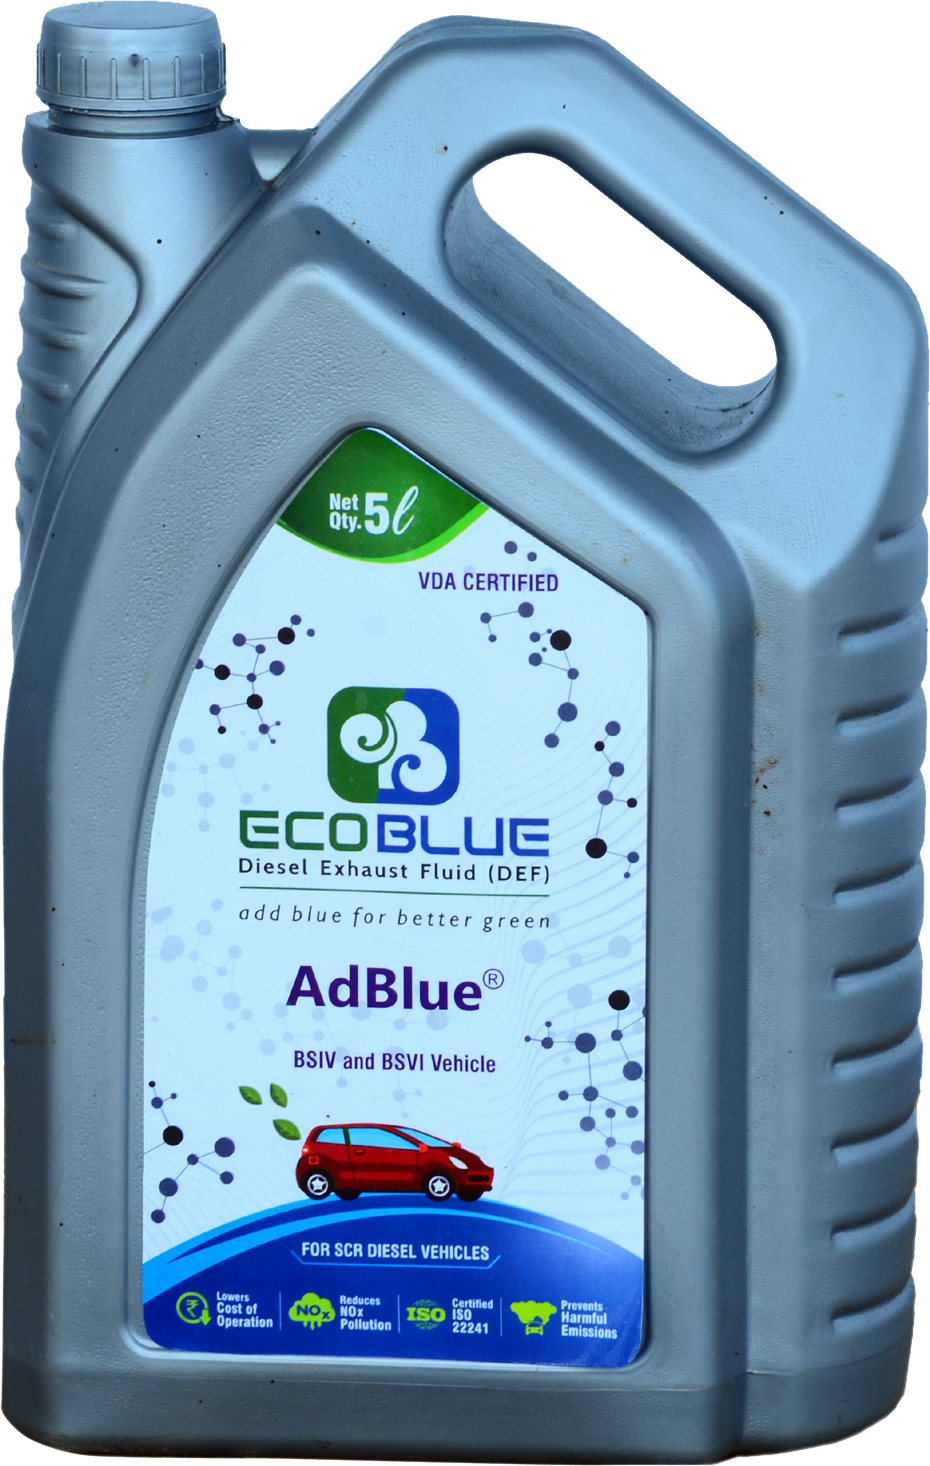 Net
Qty. 5ℓ
VDA CERTIFIED
ECOBLUE
Diesel Exhaust Fluid (DEF)
add blue for better green
AdBlue®
BSIV and BSVI Vehicle
FOR SCR DIESEL VEHICLES
Lowers
Cost of
Operation
₹
NOx
Reduces
NOx
Pollution
ISO
Certified
ISO
22241
Prevents
Harmful
Emissions